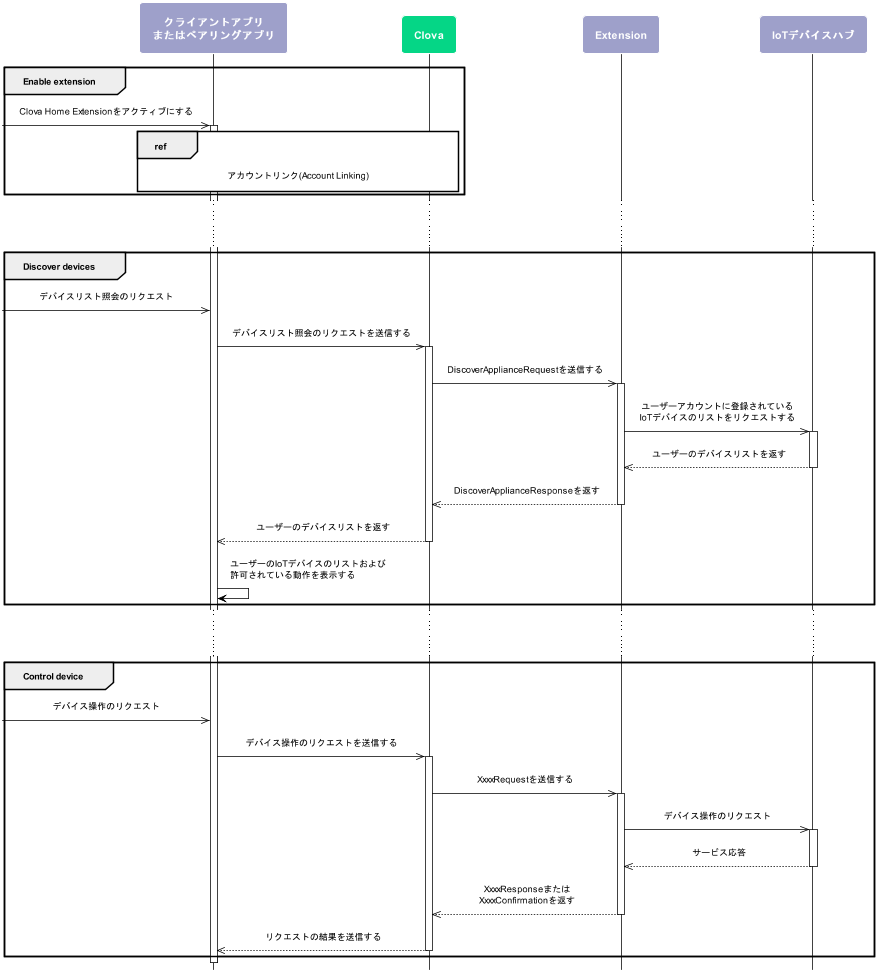 クライアントアプリ
またはペアリングアプリ
Clova
Extension
IoTデバイスハブ
Enable extension
Clova Home Extensionをアクティブにする
ref
アカウントリンク(Account Linking)
Discover devices
デバイスリスト照会のリクエスト
デバイスリスト照会のリクエストを送信する
DiscoverApplianceRequestを送信する
ユーザーアカウントに登録されている
IoTデバイスのリストをリクエストする
ユーザーのデバイスリストを返す
DiscoverApplianceResponseを返す
ユーザーのデバイスリストを返す
ユーザーのIoTデバイスのリストおよび
許可されている動作を表示する
Control device
デバイス操作のリクエスト
デバイス操作のリクエストを送信する
XxxxRequestを送信する
デバイス操作のリクエスト
サービス応答
XxxxResponseまたは
XxxxConfirmationを返す
リクエストの結果を送信する